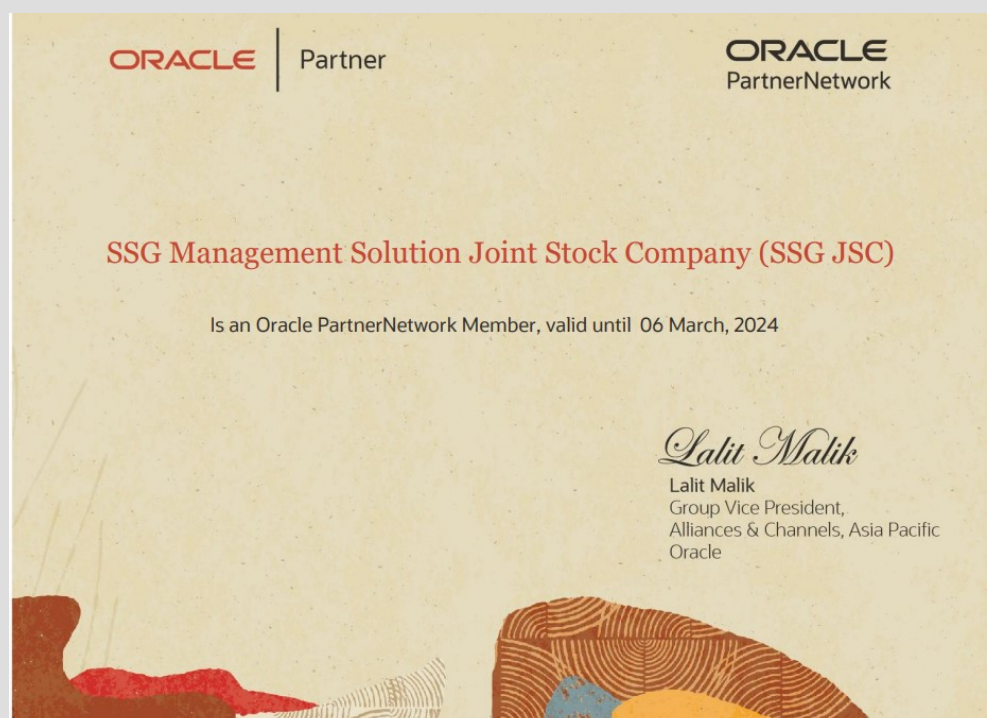 ORACLE | Partner
ORACLE
PartnerNetwork
SSG Management Solution Joint Stock Company (SSG JSC)
Is an Oracle PartnerNetwork Member, valid until 06 March, 2024
Lalit Malik
Lalit Malik
Group Vice President,
Alliances & Channels, Asia Pacific
Oracle